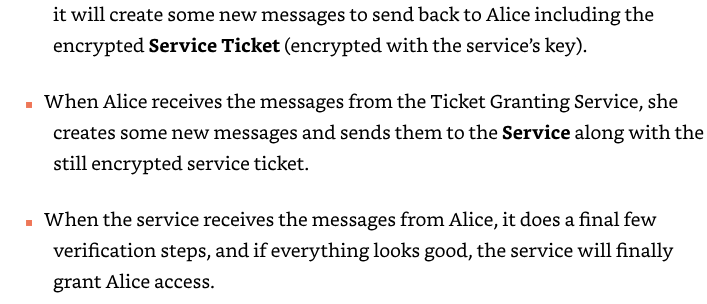 it will create some new messages to send back to Alice including the
encrypted Service Ticket (encrypted with the service’s key).
When Alice receives the messages from the Ticket Granting Service, she
creates some new messages and sends them to the Service along with the
still encrypted service ticket.
When the service receives the messages from Alice, it does a final few
verification steps, and if everything looks good, the service will finally
grant Alice access.